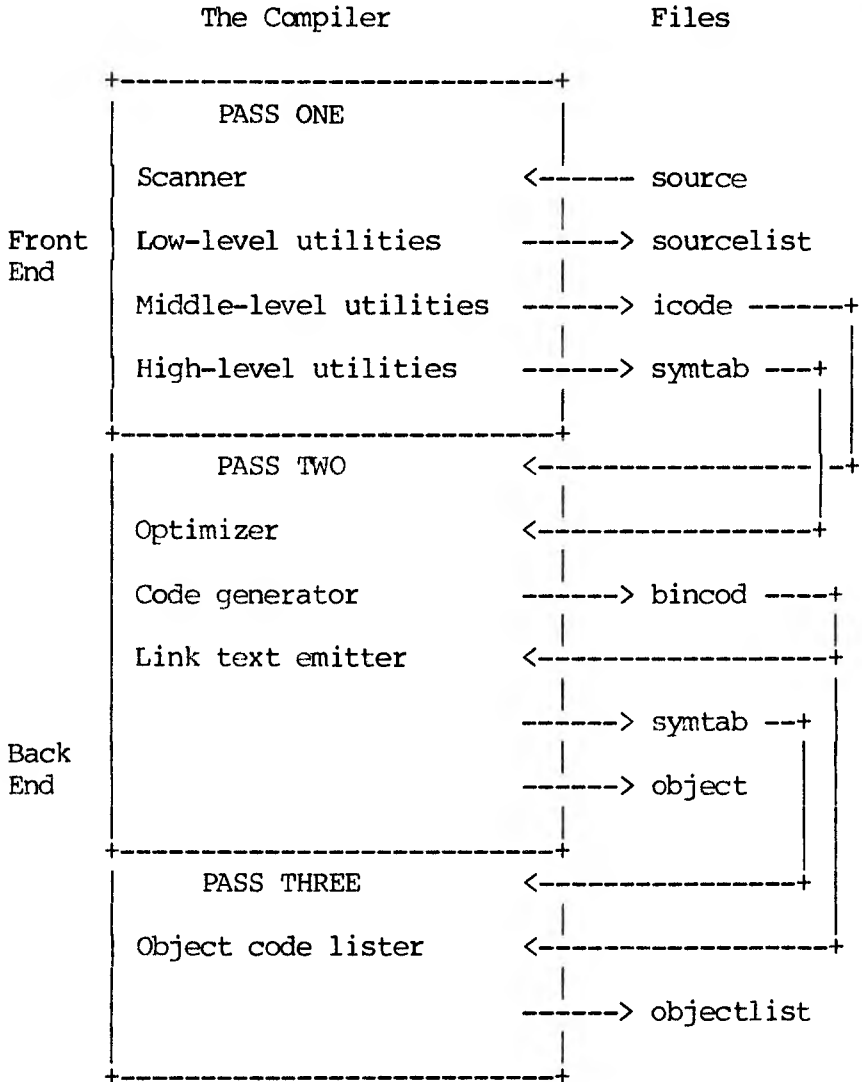 The Compiler Files
PASS ONE
Scanner <------ source
Front Low-level utilities ------> sourcelist
End
Middle-level utilities ------> icode ------+
High-level utilities ------> symtab ---+
PASS TWO
Optimizer
Code generator ------> bincod ----+
Link text emitter
------> symtab --+
Back
End ------> object
PASS THREE
Object code lister
------> objectlist